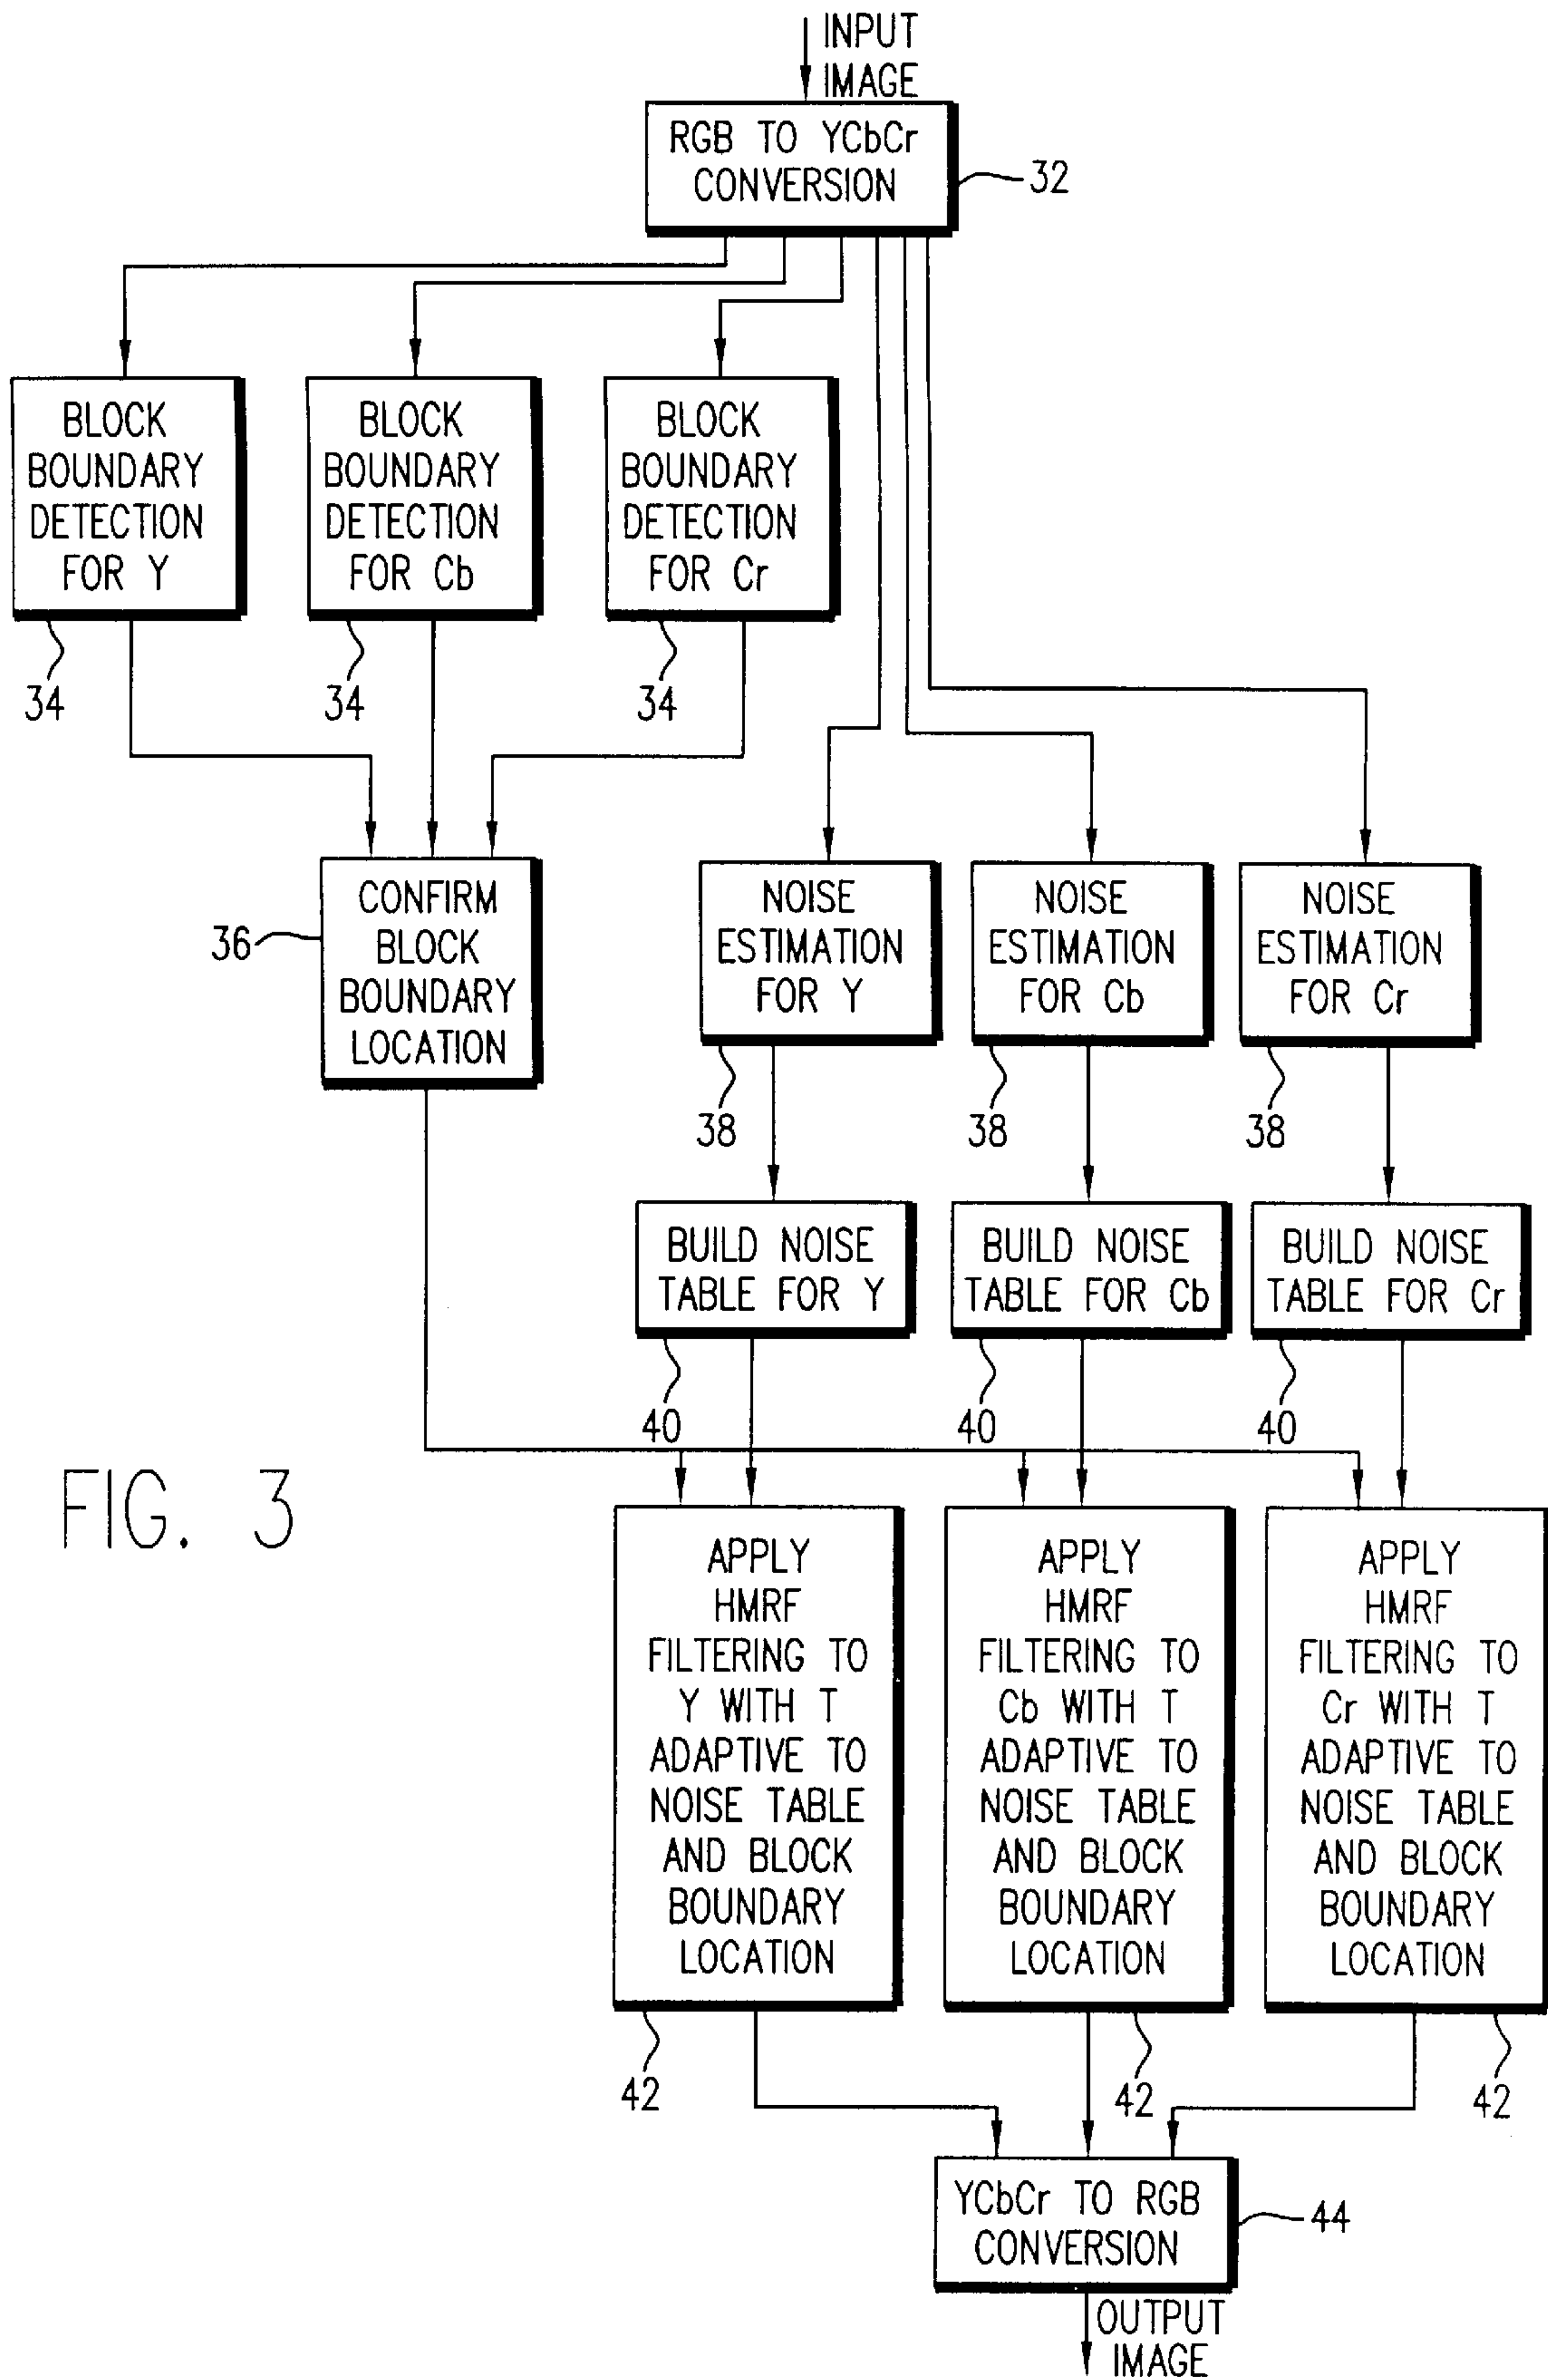 INPUT
IMAGE
RGB TO YCbCr
CONVERSION
32
BLOCK
BOUNDARY
DETECTION
FOR Y
34
BLOCK
BOUNDARY
DETECTION
FOR Cb
34
BLOCK
BOUNDARY
DETECTION
FOR Cr
34
36
CONFIRM
BLOCK
BOUNDARY
LOCATION
NOISE
ESTIMATION
FOR Y
38
NOISE
ESTIMATION
FOR Cb
38
NOISE
ESTIMATION
FOR Cr
38
BUILD NOISE
TABLE FOR Y
40
BUILD NOISE
TABLE FOR Cb
40
BUILD NOISE
TABLE FOR Cr
40
FIG. 3
APPLY
HMRF
FILTERING TO
Y WITH T
ADAPTIVE TO
NOISE TABLE
AND BLOCK
BOUNDARY
LOCATION
42
APPLY
HMRF
FILTERING TO
Cb WITH T
ADAPTIVE TO
NOISE TABLE
AND BLOCK
BOUNDARY
LOCATION
42
APPLY
HMRF
FILTERING TO
Cr WITH T
ADAPTIVE TO
NOISE TABLE
AND BLOCK
BOUNDARY
LOCATION
42
YCbCr TO RGB
CONVERSION
44
OUTPUT
IMAGE